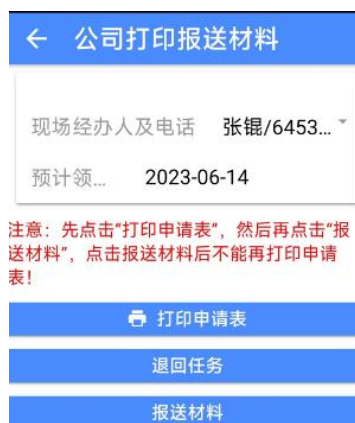 公司打印报送材料
现场经办人及电话 张锟/6453...
预计领... 2023-06-14
注意：先点击"打印申请表"，然后再点击"报
送材料"，点击报送材料后不能再打印申请
表！
打印申请表
退回任务
报送材料